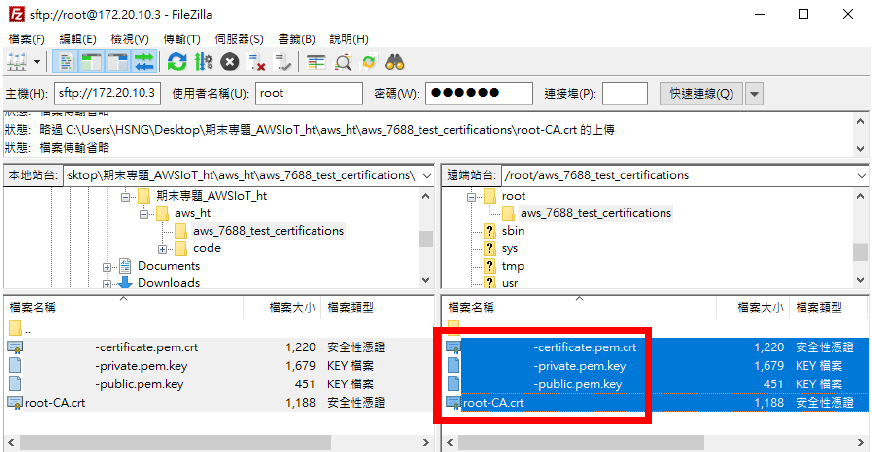 sftp://root@172.20.10.3 - FileZilla
檔案(F) 編輯(E) 檢視(V) 傳輸(T) 伺服器(S) 書籤(B) 說明(H)
主機(H): sftp://172.20.10.3 使用者名稱(U): root 密碼(W): ●●●●●● 連接埠(P): 快速連線(Q)
狀態: 檔案傳輸省略
狀態: 略過 C:\Users\HSNG\Desktop\期末專題_AWSIoT_ht\aws_ht\aws_7688_test_certifications\root-CA.crt 的上傳
狀態: 檔案傳輸省略
本地站台: sktop\期末專題_AWSIoT_ht\aws_ht\aws_7688_test_certifications\
期末專題_AWSIoT_ht
aws_ht
aws_7688_test_certifications
code
Documents
Downloads
遠端站台: /root/aws_7688_test_certifications
root
aws_7688_test_certifications
sbin
sys
tmp
usr
檔案名稱 檔案大小 檔案類型
..
-certificate.pem.crt 1,220 安全性憑證
-private.pem.key 1,679 KEY 檔案
-public.pem.key 451 KEY 檔案
root-CA.crt 1,188 安全性憑證
檔案名稱 檔案大小 檔案類型
-certificate.pem.crt 1,220 安全性憑證
-private.pem.key 1,679 KEY 檔案
-public.pem.key 451 KEY 檔案
root-CA.crt 1,188 安全性憑證